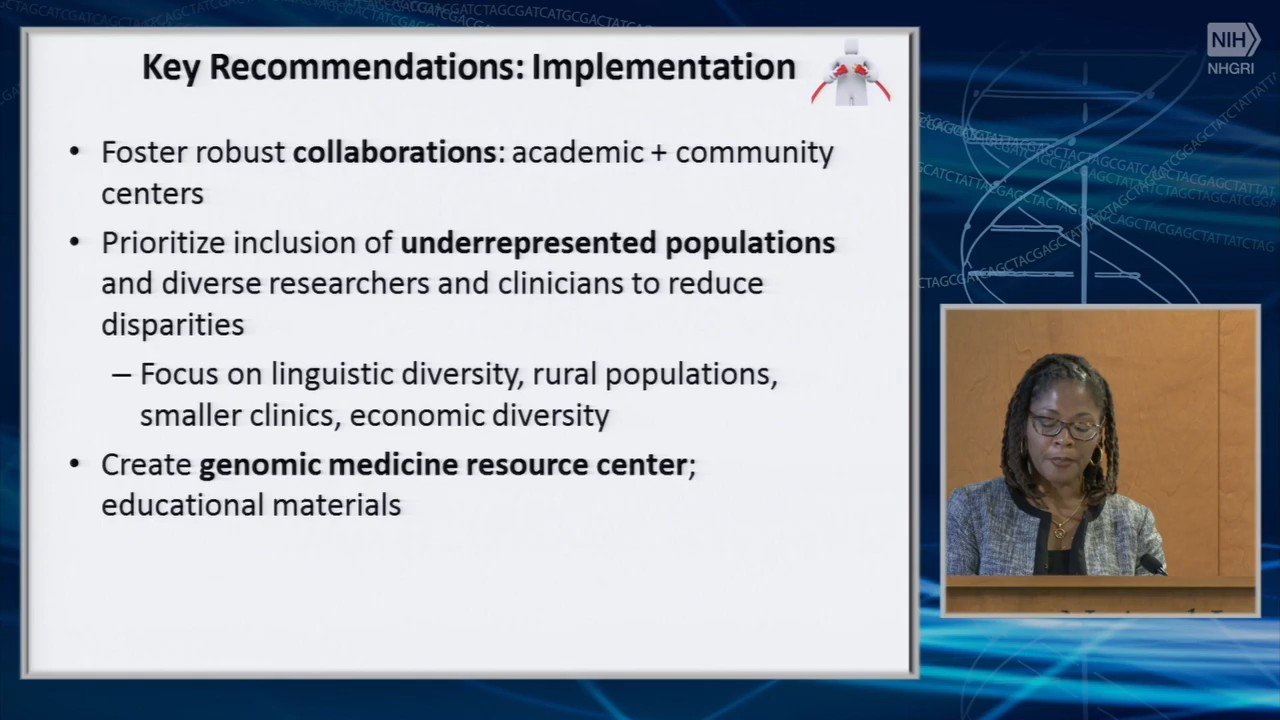 Key Recommendations: Implementation
• Foster robust collaborations: academic + community
centers
• Prioritize inclusion of underrepresented populations
and diverse researchers and clinicians to reduce
disparities
– Focus on linguistic diversity, rural populations,
smaller clinics, economic diversity
• Create genomic medicine resource center;
educational materials
NIH
NHGRI